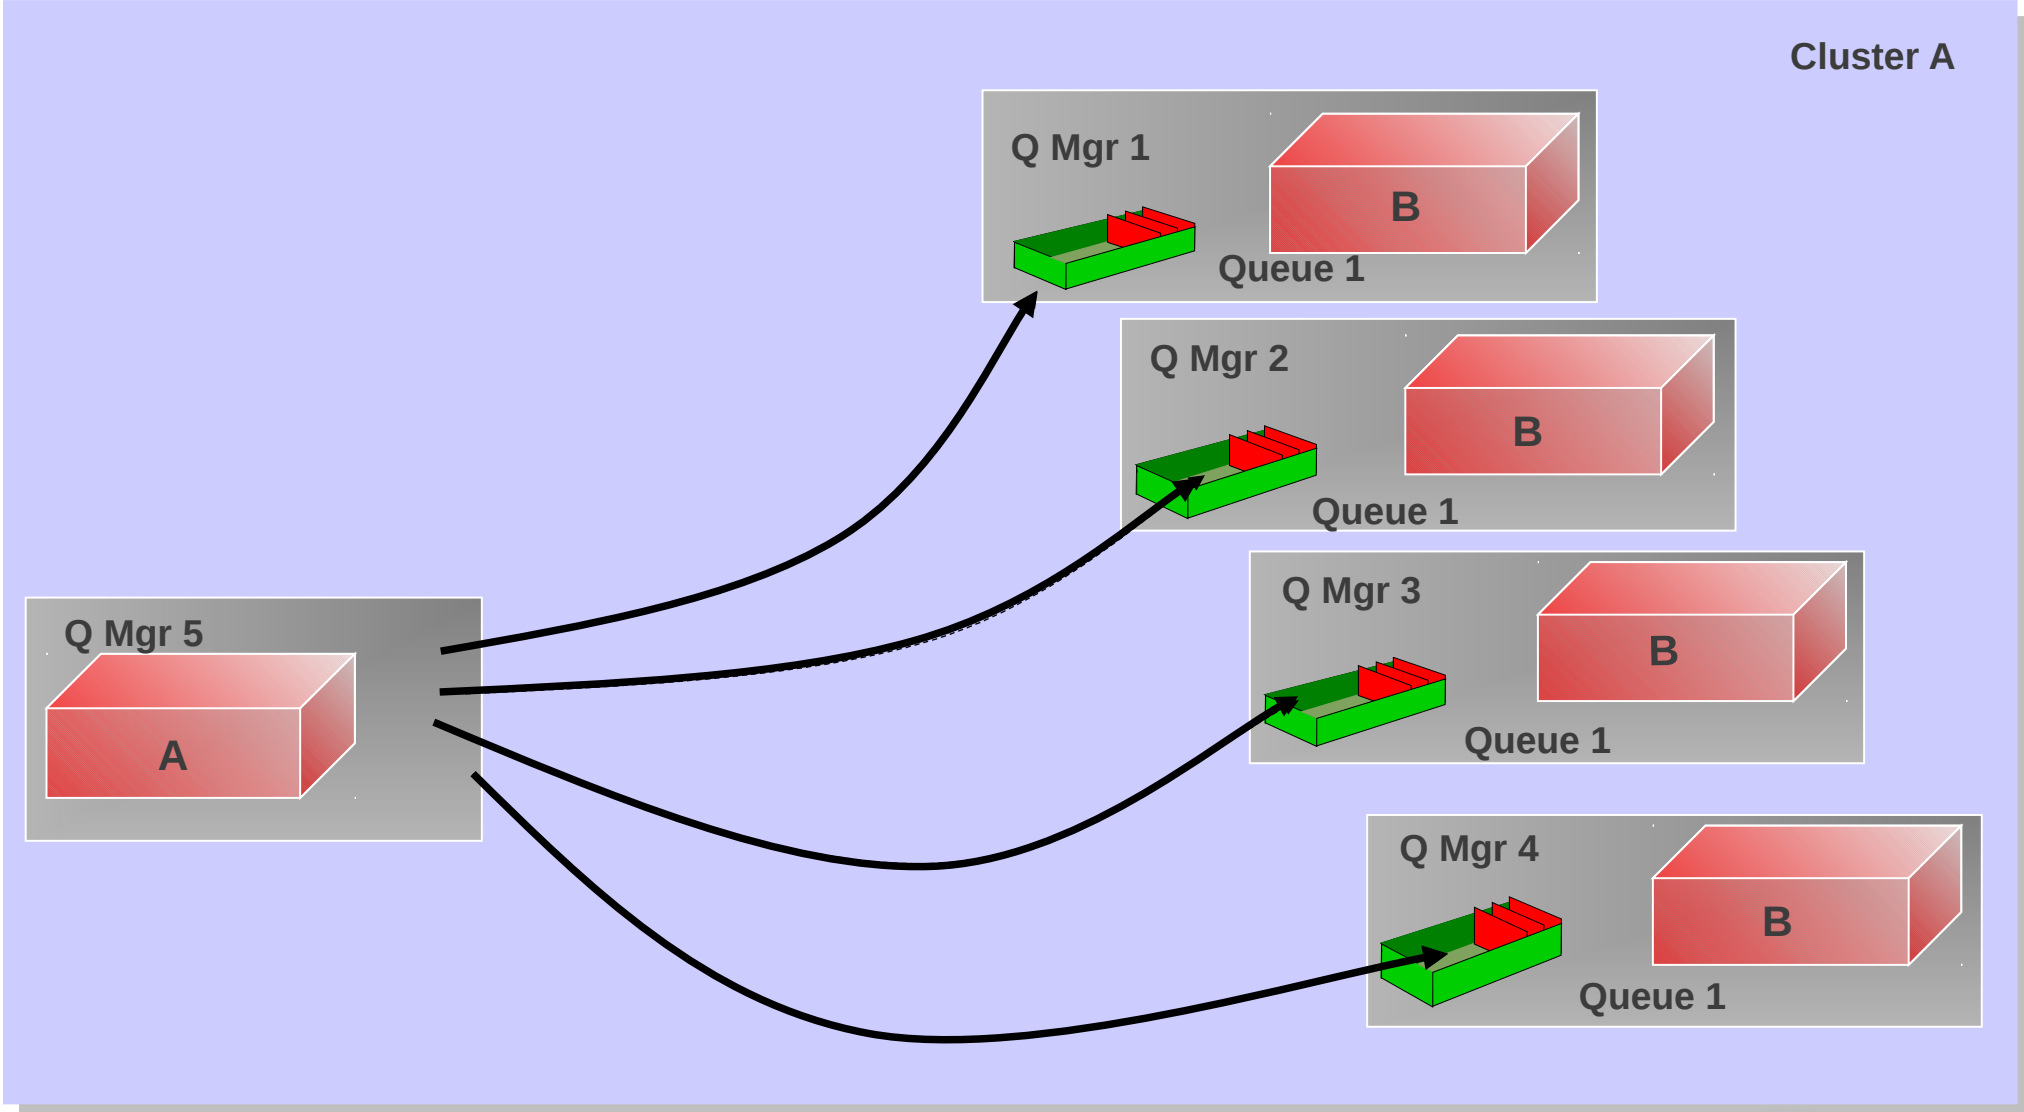 Cluster A
Q Mgr 1
B
Queue 1
Q Mgr 2
B
Queue 1
Q Mgr 3
B
Queue 1
Q Mgr 5
A
Q Mgr 4
B
Queue 1